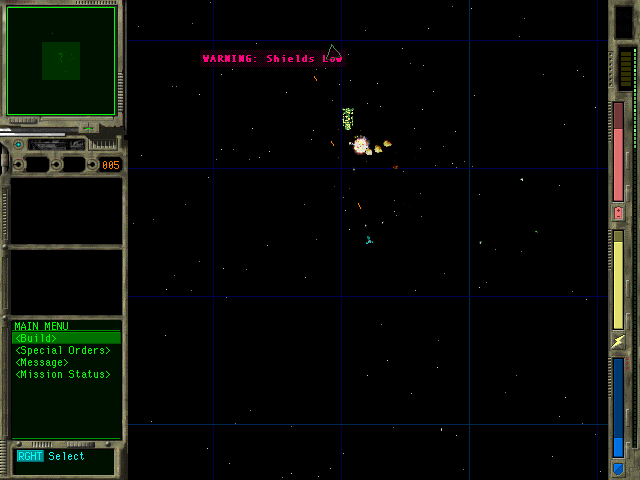 WARNING: Shields Low
005
MAIN MENU
<Build>
<Special Orders>
<Message>
<Mission Status>
RGHT Select